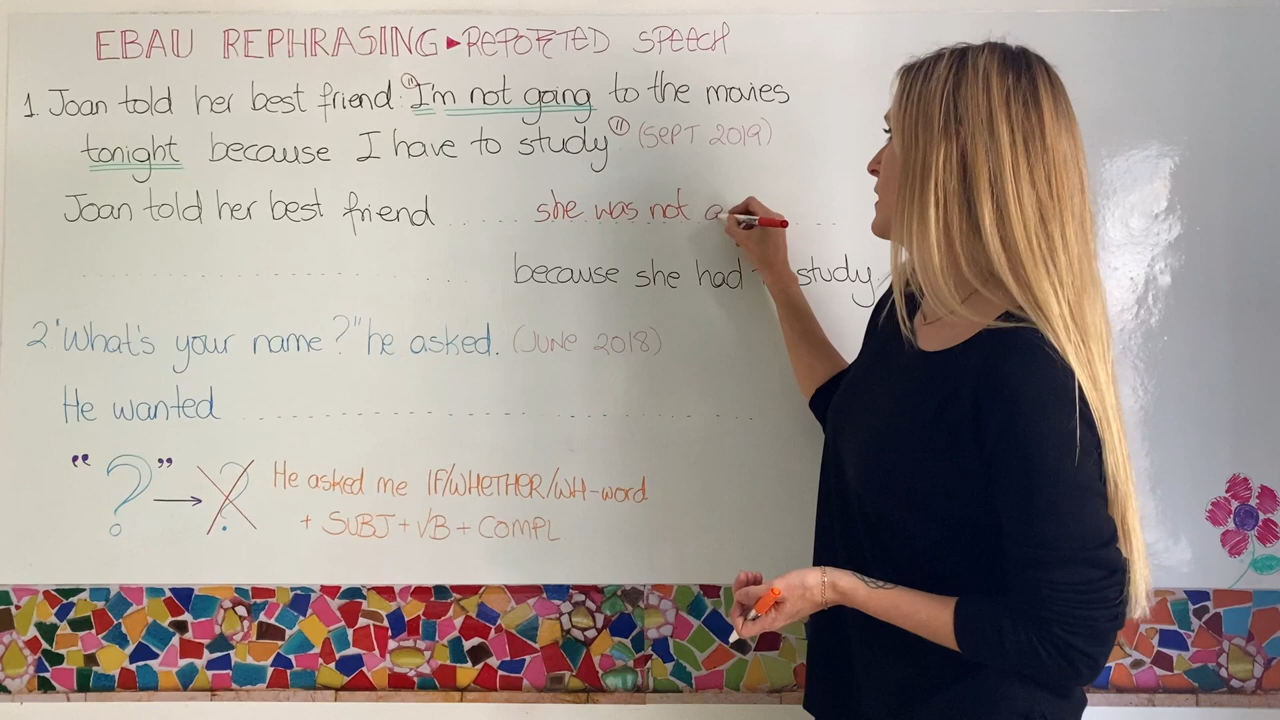 EBAU REPHRASING ▸ REPORTED SPEECH
1. Joan told her best friend: "I'm not going to the movies
tonight because I have to study" (SEPT 2019)
Joan told her best friend ...... she was not
because she had study.
2. "What's your name?" he asked. (JUNE 2018)
He wanted ......
" ? " → ? He asked me IF/WHETHER/WH-word
+ SUBJ + VB + COMPL